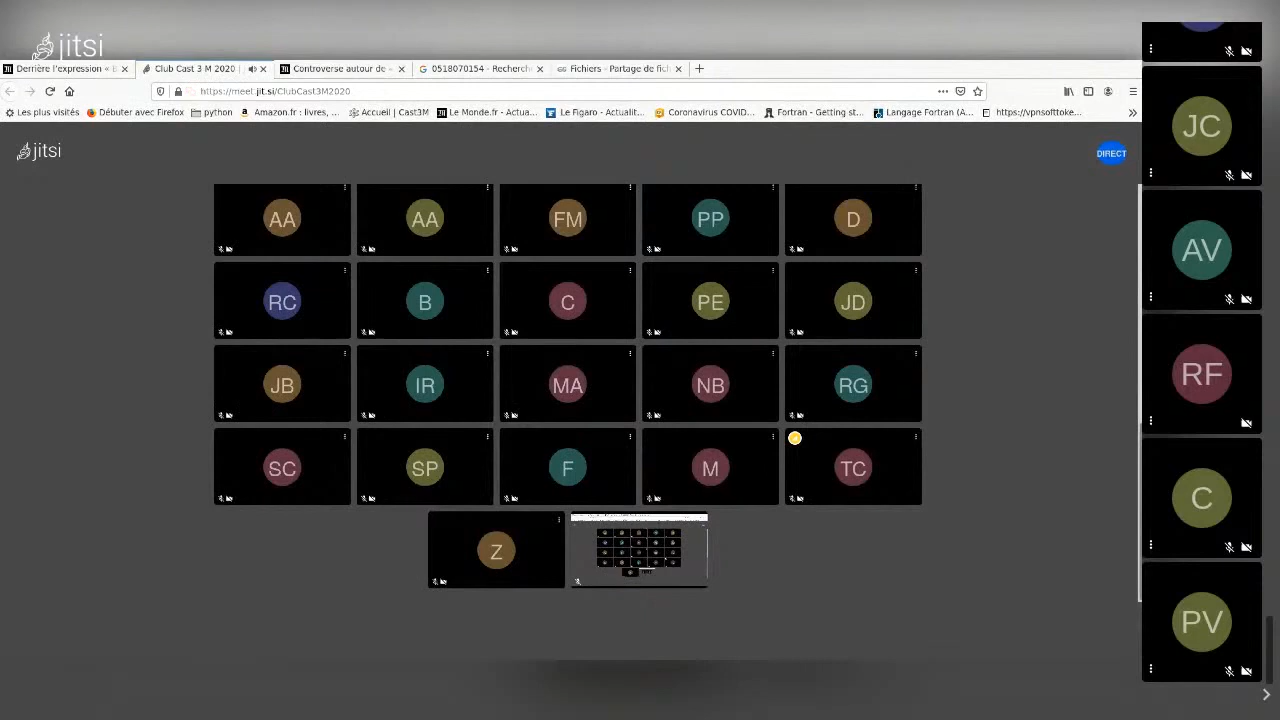 jitsi
Derrière l'expression « B
Club Cast 3 M 2020
Controverse autour de «
0518070154 - Recherch
Fichiers - Partage de fich
https://meet.jit.si/ClubCast3M2020
Les plus visités
Débuter avec Firefox
python
Amazon.fr : livres, ...
Accueil | Cast3M
Le Monde.fr - Actua...
Le Figaro - Actualit...
Coronavirus COVID...
Fortran - Getting st...
Langage Fortran (A...
https://vpnsofttoke...
jitsi
DIRECT
AA
AA
FM
PP
D
RC
B
C
PE
JD
JB
IR
MA
NB
RG
SC
SP
F
M
TC
Z
JC
AV
RF
C
PV